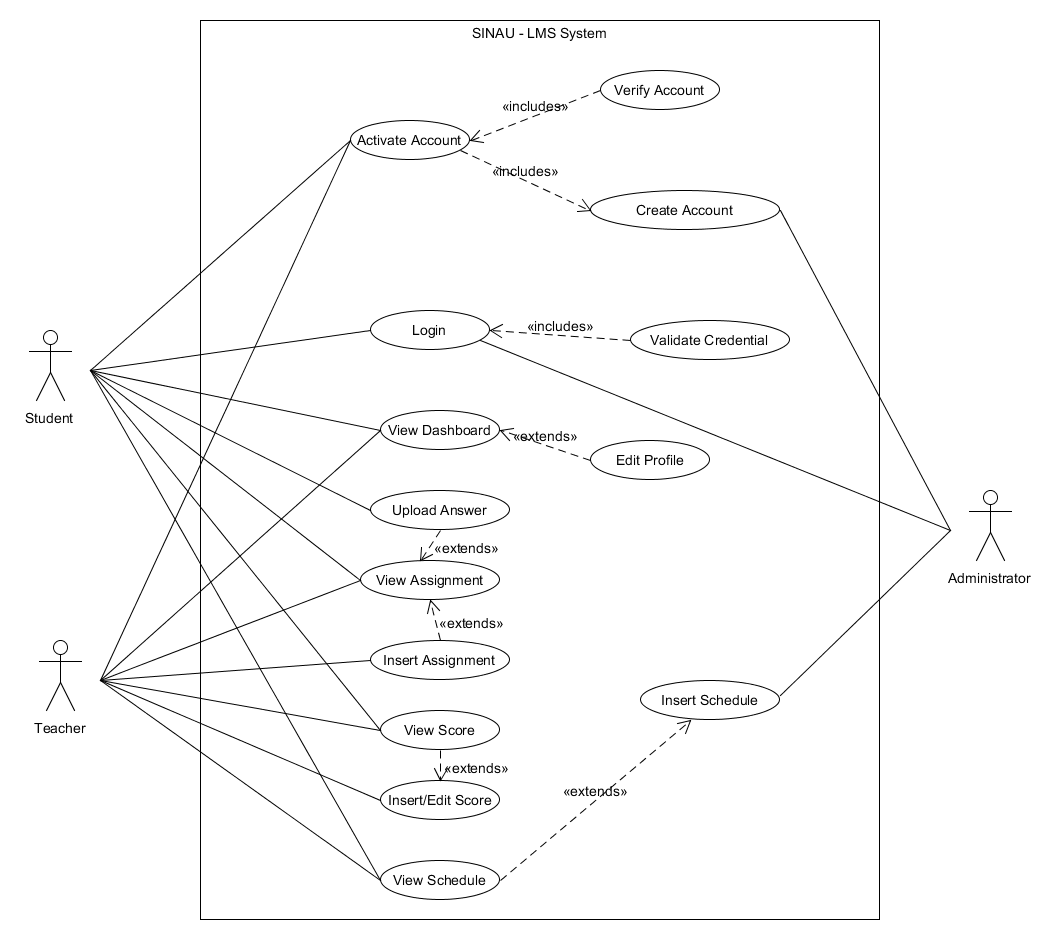 SINAU - LMS System
Verify Account
«includes»
Activate Account
«includes»
Create Account
Login
«includes»
Validate Credential
Student
View Dashboard
«extends»
Edit Profile
Upload Answer
«extends»
View Assignment
Administrator
«extends»
Insert Assignment
Insert Schedule
Teacher
View Score
«extends»
Insert/Edit Score
«extends»
View Schedule